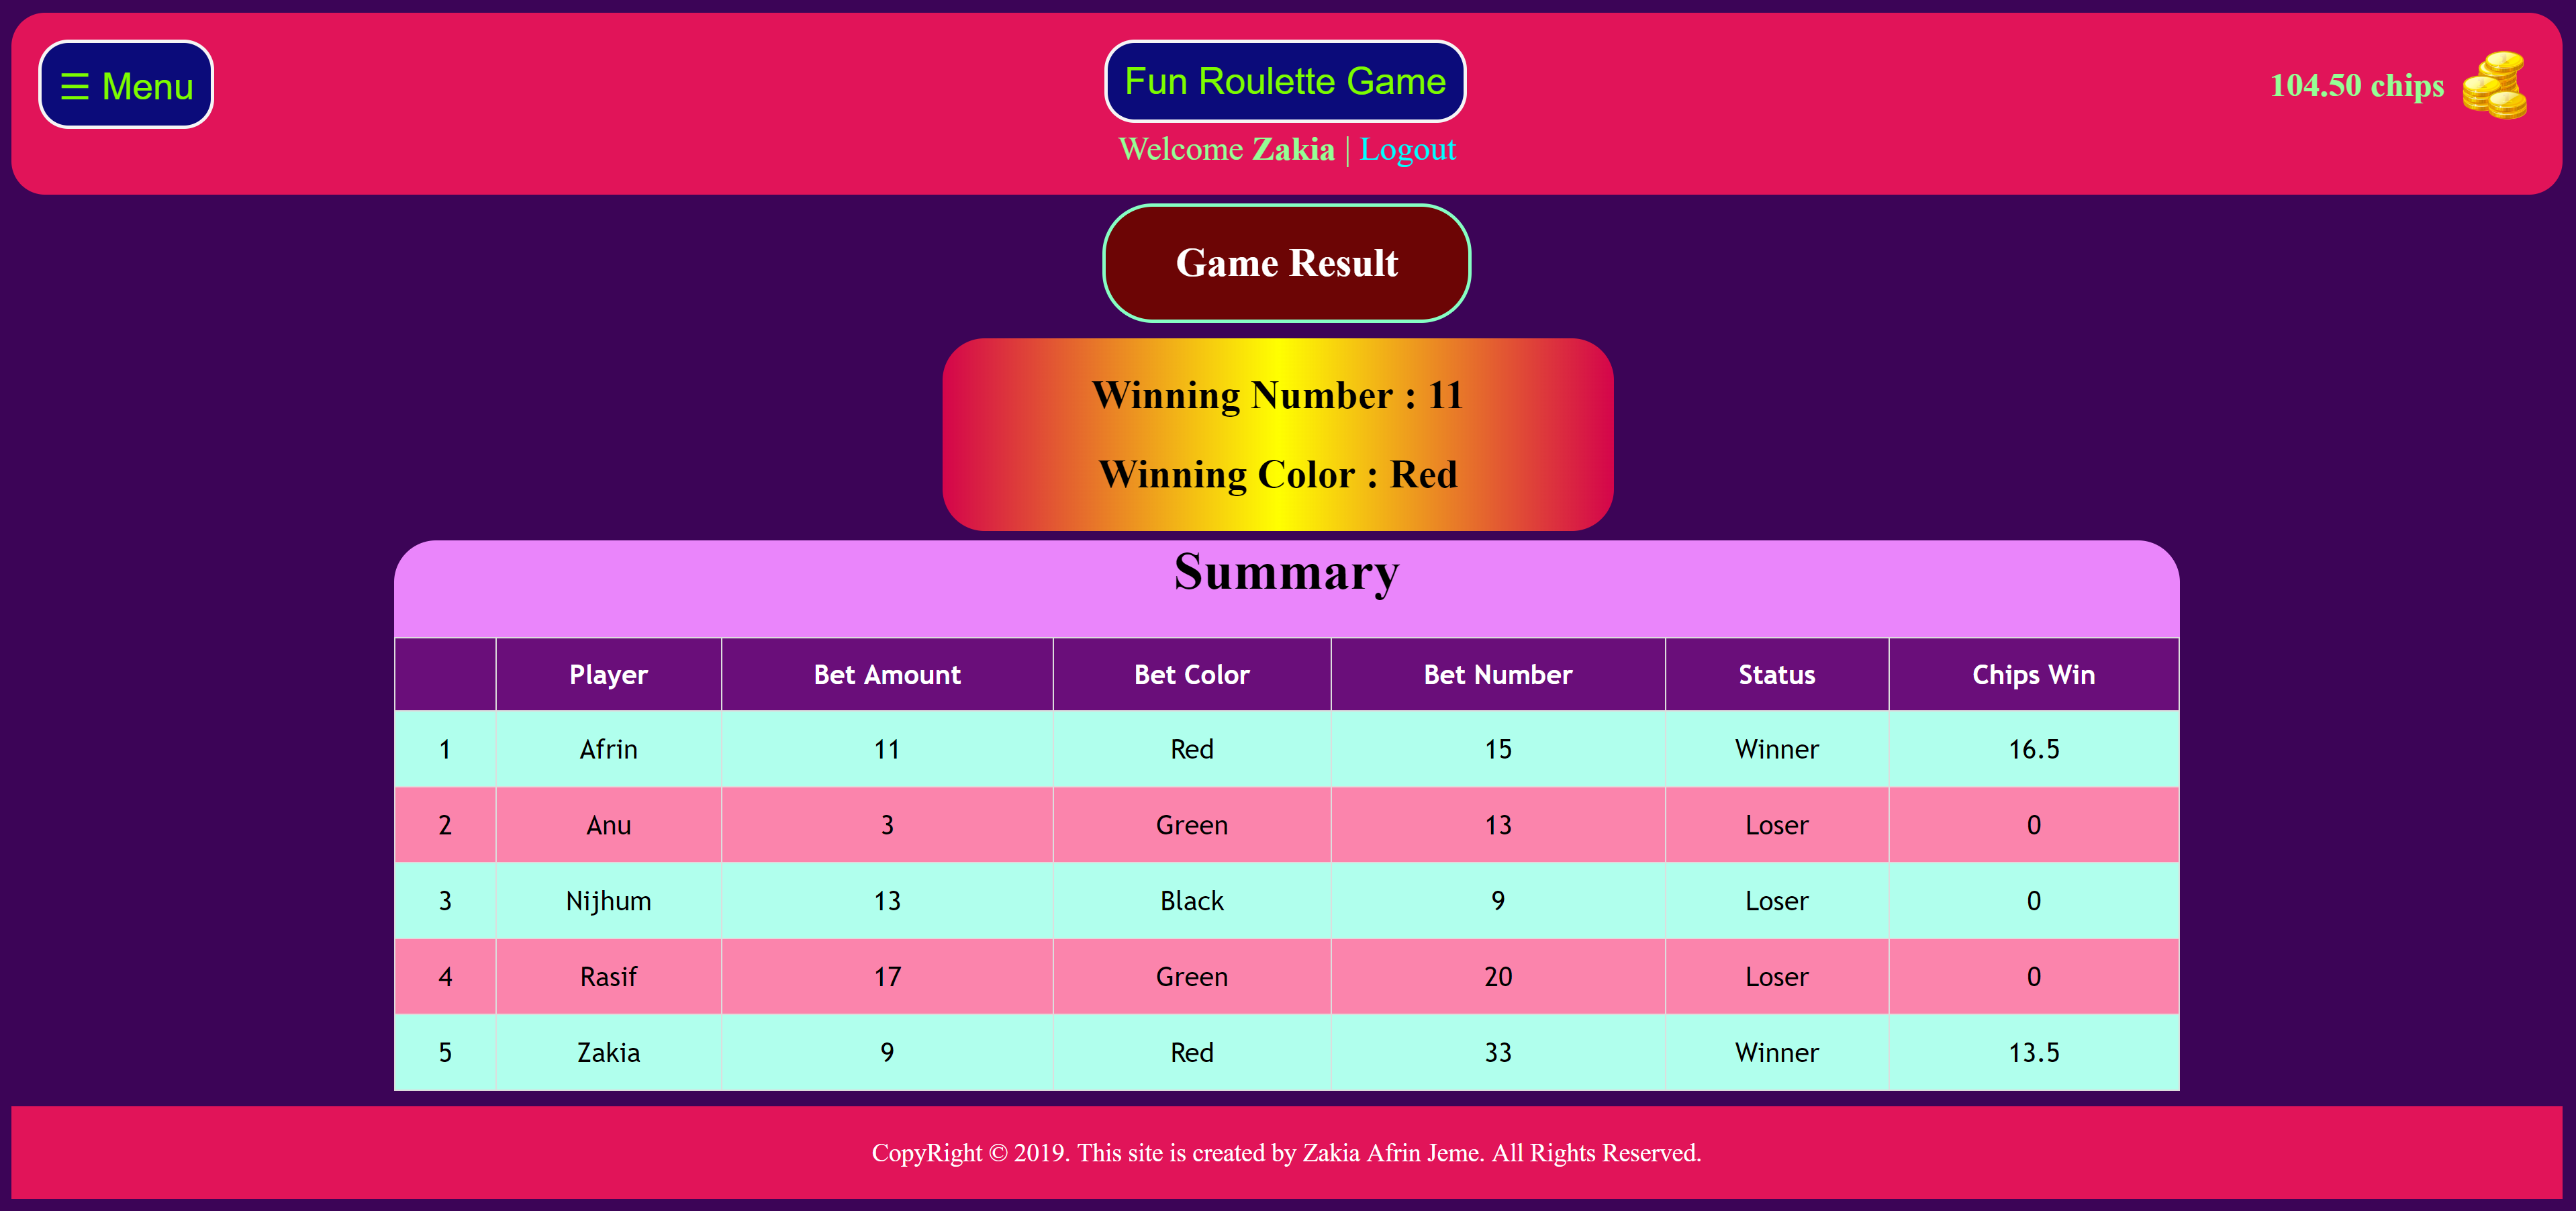 ☰ Menu
Fun Roulette Game
104.50 chips
Welcome Zakia | Logout
Game Result
Winning Number : 11
Winning Color : Red
Summary
Player Bet Amount Bet Color Bet Number Status Chips Win
1 Afrin 11 Red 15 Winner 16.5
2 Anu 3 Green 13 Loser 0
3 Nijhum 13 Black 9 Loser 0
4 Rasif 17 Green 20 Loser 0
5 Zakia 9 Red 33 Winner 13.5
CopyRight © 2019. This site is created by Zakia Afrin Jeme. All Rights Reserved.